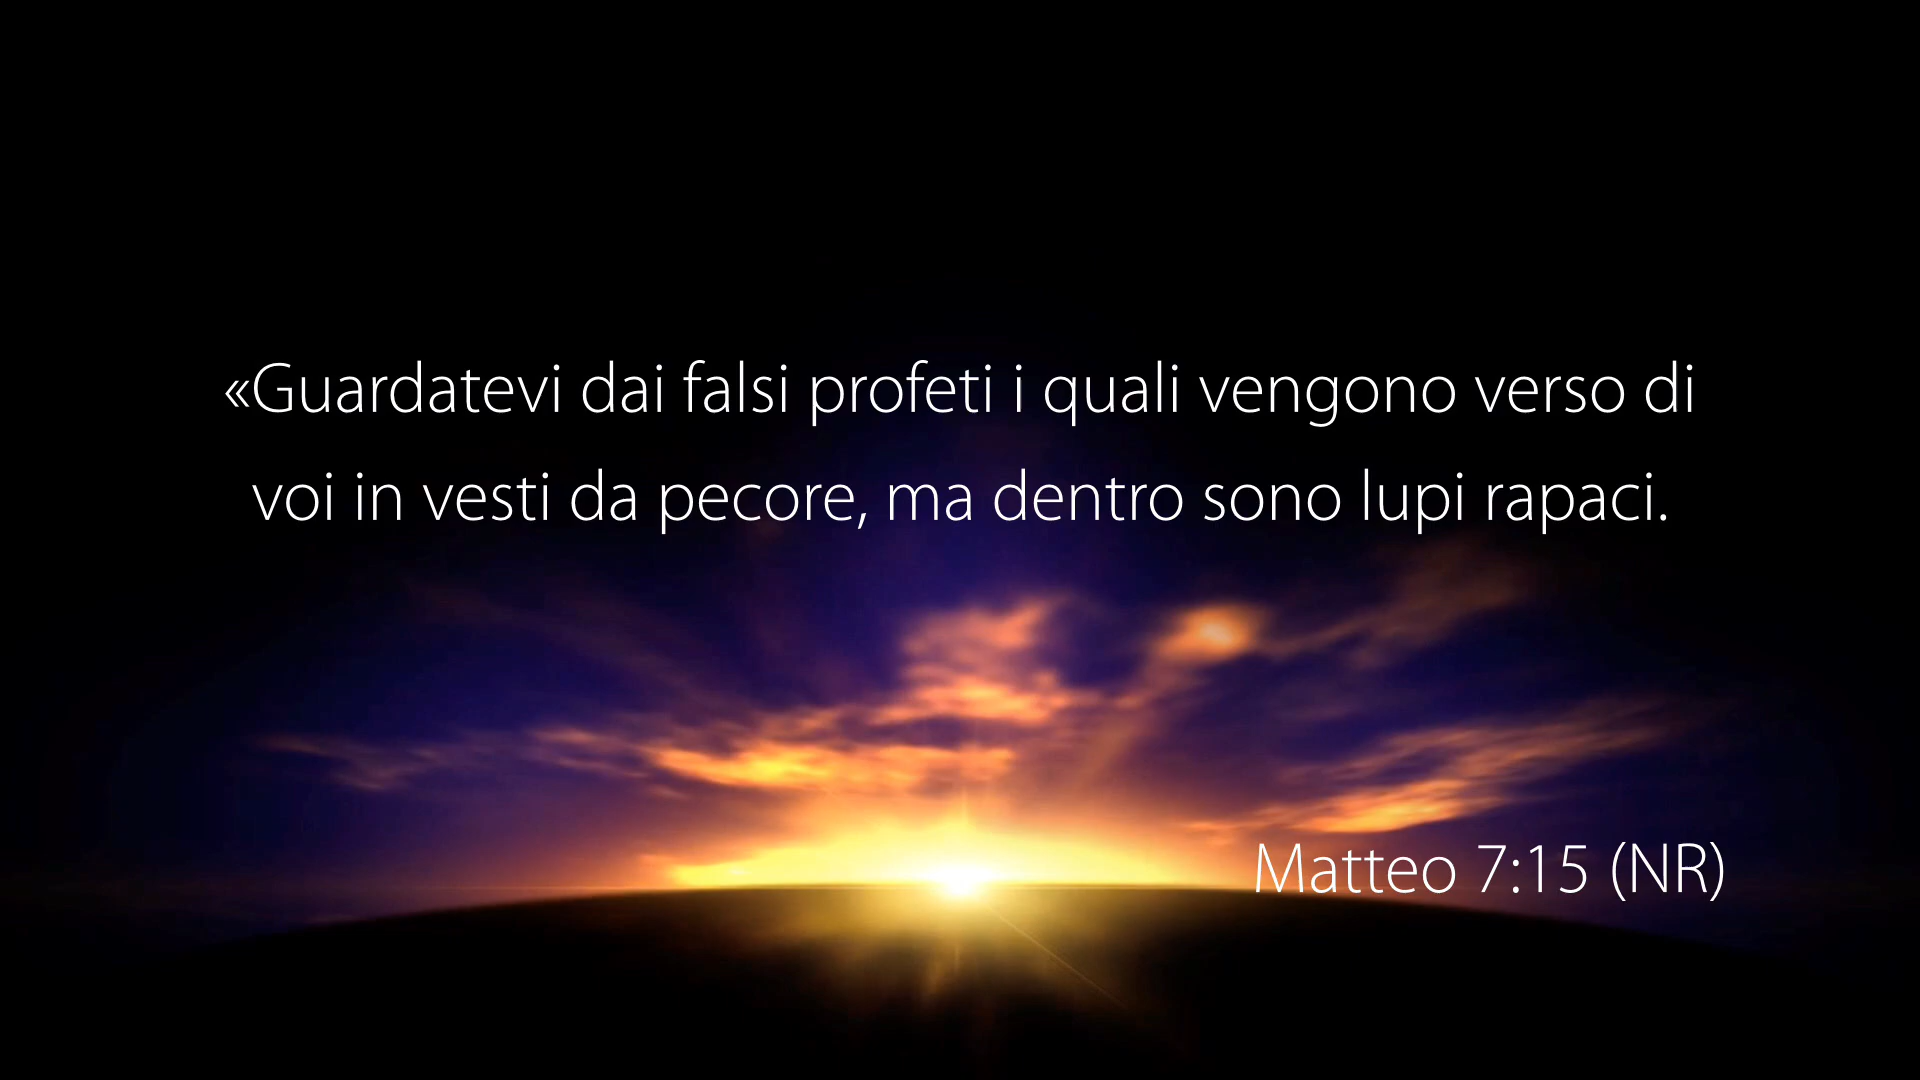 «Guardatevi dai falsi profeti i quali vengono verso di
voi in vesti da pecore, ma dentro sono lupi rapaci.
Matteo 7:15 (NR)